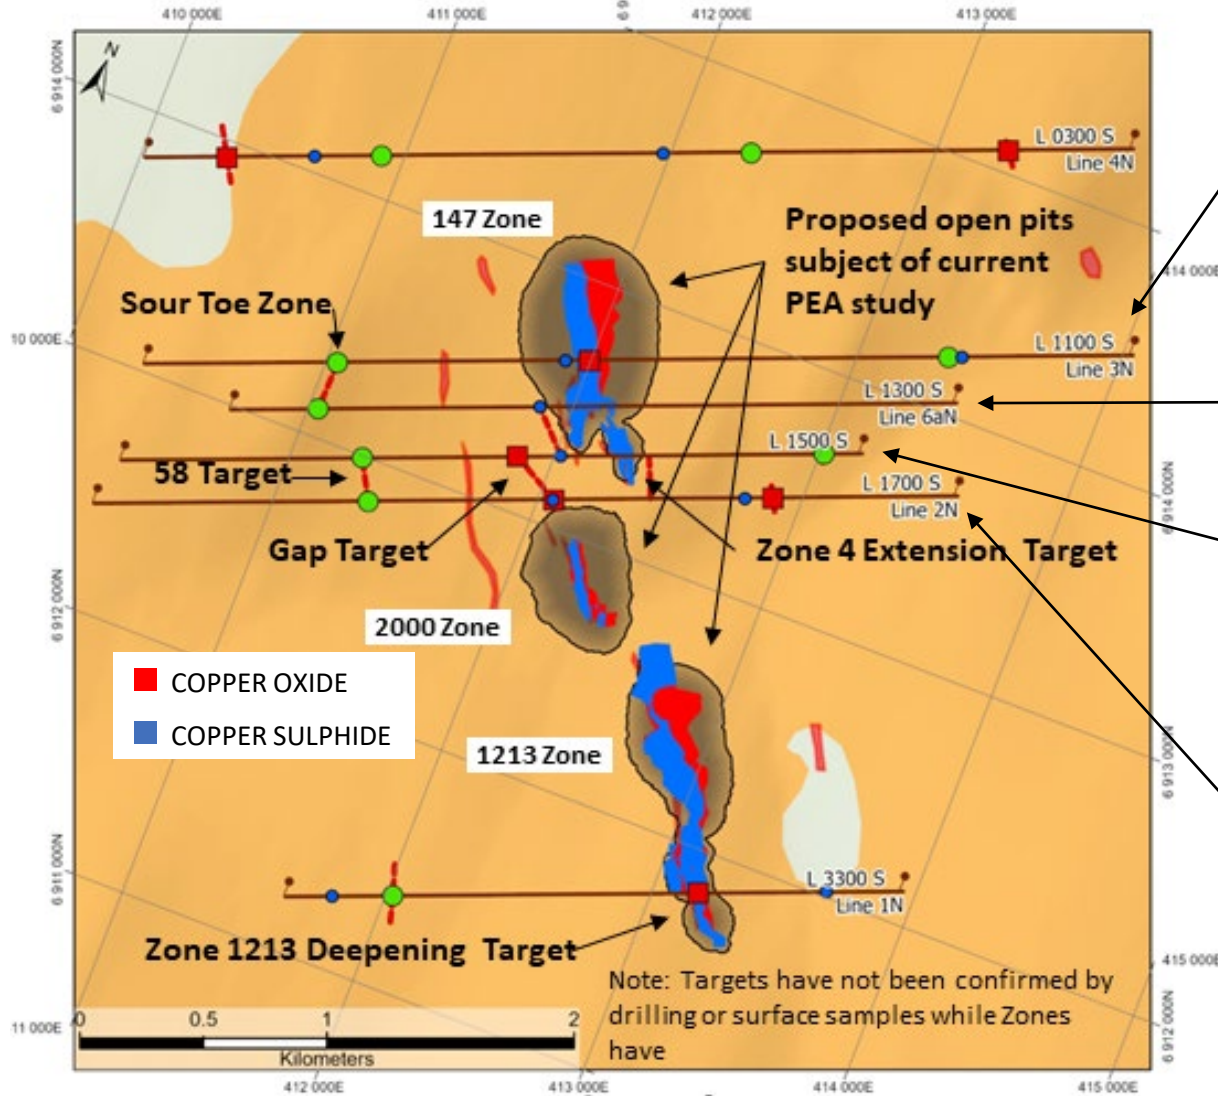 410 000E
411 000E
6 9
412 000E
413 000E
N
6 914 000N
L 0300 S
Line 4N
147 Zone
Proposed open pits
subject of current
PEA study
414 000E
Sour Toe Zone
10 000E
L 1100 S
Line 3N
L 1300 S
Line 6aN
L 1500 S
58 Target
L 1700 S
Line 2N
6 914 000N
Gap Target
Zone 4 Extension Target
6 912 000N
2000 Zone
COPPER OXIDE
COPPER SULPHIDE
1213 Zone
6 913 000N
6 911 000N
L 3300 S
Line 1N
Zone 1213 Deepening Target
415 000E
Note: Targets have not been confirmed by
drilling or surface samples while Zones
have
6 912 000N
0 0.5 1 2
Kilometers
11 000E
412 000E
413 000E
414 000E
415 000E